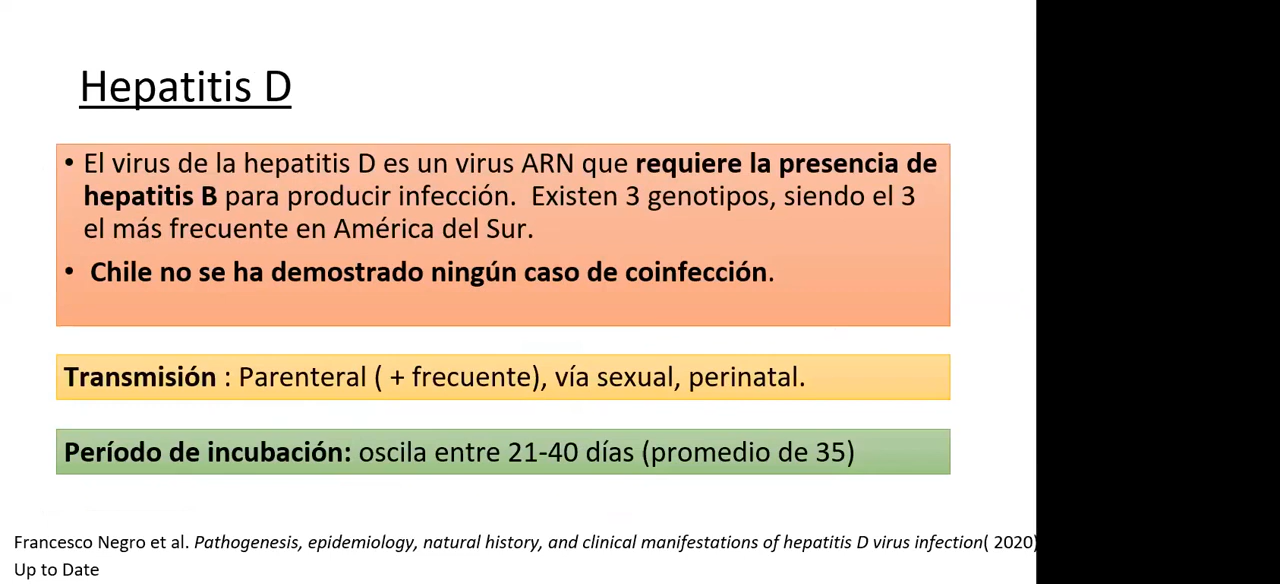 Hepatitis D
• El virus de la hepatitis D es un virus ARN que requiere la presencia de
hepatitis B para producir infección.  Existen 3 genotipos, siendo el 3
el más frecuente en América del Sur.
• Chile no se ha demostrado ningún caso de coinfección.
Transmisión : Parenteral ( + frecuente), vía sexual, perinatal.
Período de incubación: oscila entre 21-40 días (promedio de 35)
Francesco Negro et al. Pathogenesis, epidemiology, natural history, and clinical manifestations of hepatitis D virus infection( 2020)
Up to Date